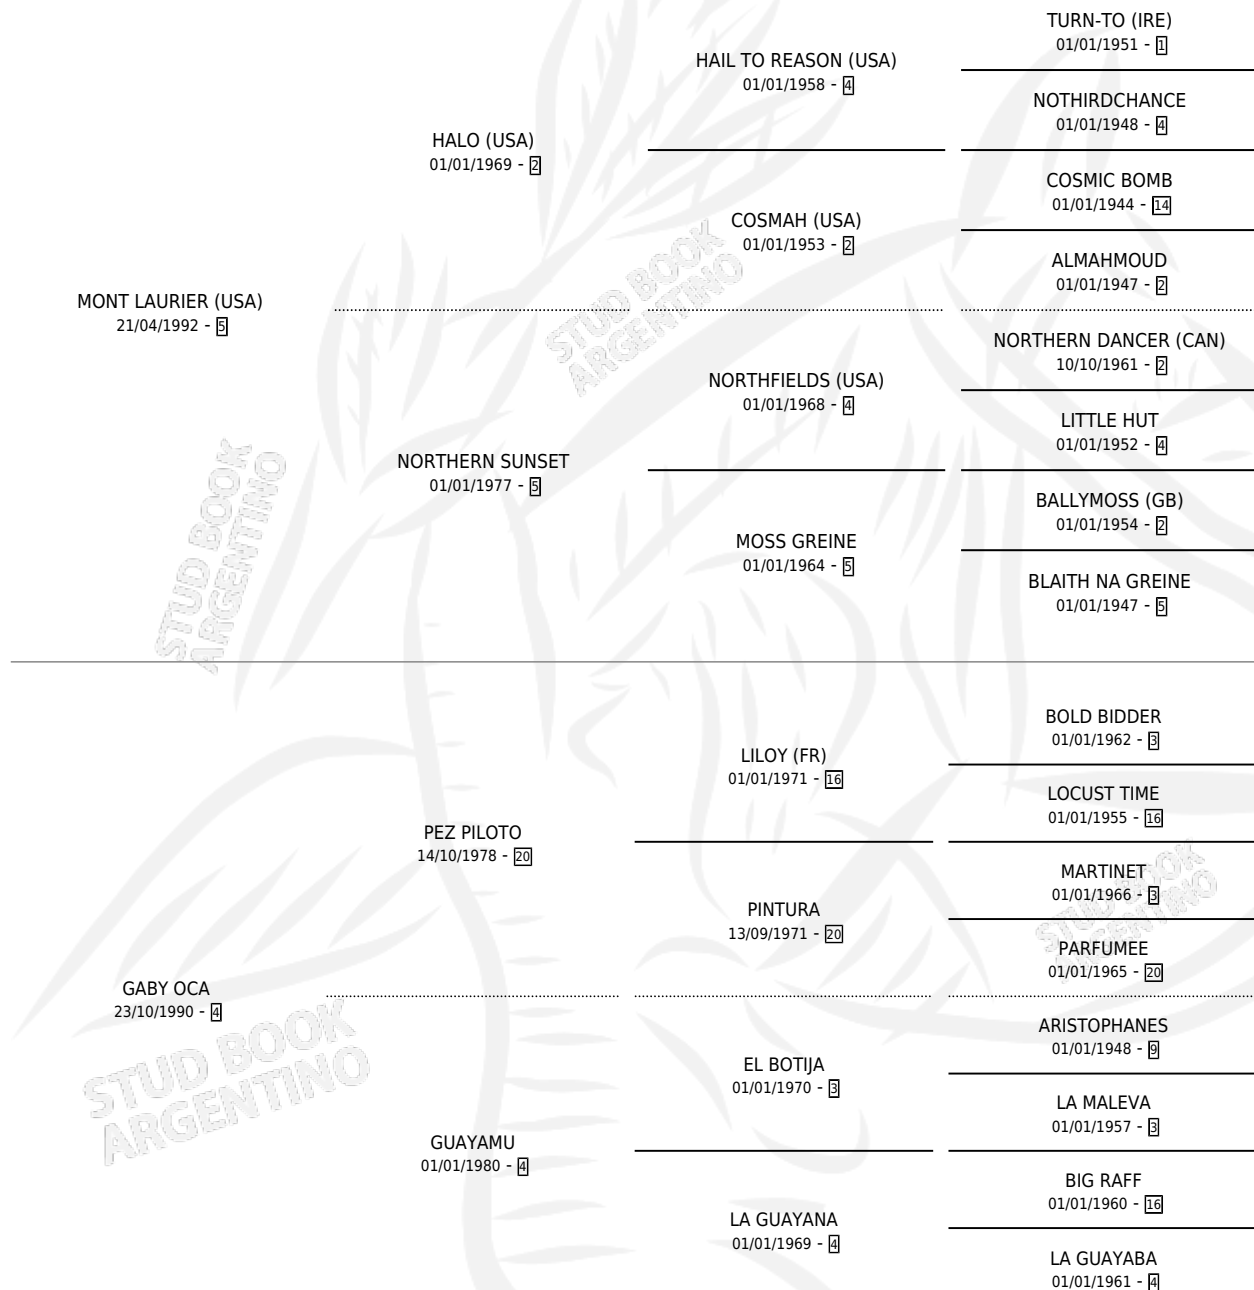 TURN-TO (IRE)
01/01/1951 - 1
HAIL TO REASON (USA)
01/01/1958 - 4
NOTHIRDCHANCE
01/01/1948 - 4
HALO (USA)
01/01/1969 - 2
COSMIC BOMB
01/01/1944 - 14
COSMAH (USA)
01/01/1953 - 2
ALMAHMOUD
01/01/1947 - 2
MONT LAURIER (USA)
21/04/1992 - 5
NORTHERN DANCER (CAN)
10/10/1961 - 2
NORTHFIELDS (USA)
01/01/1968 - 4
LITTLE HUT
01/01/1952 - 4
NORTHERN SUNSET
01/01/1977 - 5
BALLYMOSS (GB)
01/01/1954 - 2
MOSS GREINE
01/01/1964 - 5
BLAITH NA GREINE
01/01/1947 - 5
BOLD BIDDER
01/01/1962 - 3
LILOY (FR)
01/01/1971 - 16
LOCUST TIME
01/01/1955 - 16
PEZ PILOTO
14/10/1978 - 20
MARTINET
01/01/1966 - 3
PINTURA
13/09/1971 - 20
PARFUMEE
01/01/1965 - 20
GABY OCA
23/10/1990 - 4
ARISTOPHANES
01/01/1948 - 9
EL BOTIJA
01/01/1970 - 3
LA MALEVA
01/01/1957 - 3
GUAYAMU
01/01/1980 - 4
BIG RAFF
01/01/1960 - 16
LA GUAYANA
01/01/1969 - 4
LA GUAYABA
01/01/1961 - 4
STUD BOOK
ARGENTINO
STUD BOOK
ARGENTINO
STUD BOOK
ARGENTINO
STUD BOOK
ARGENTINO